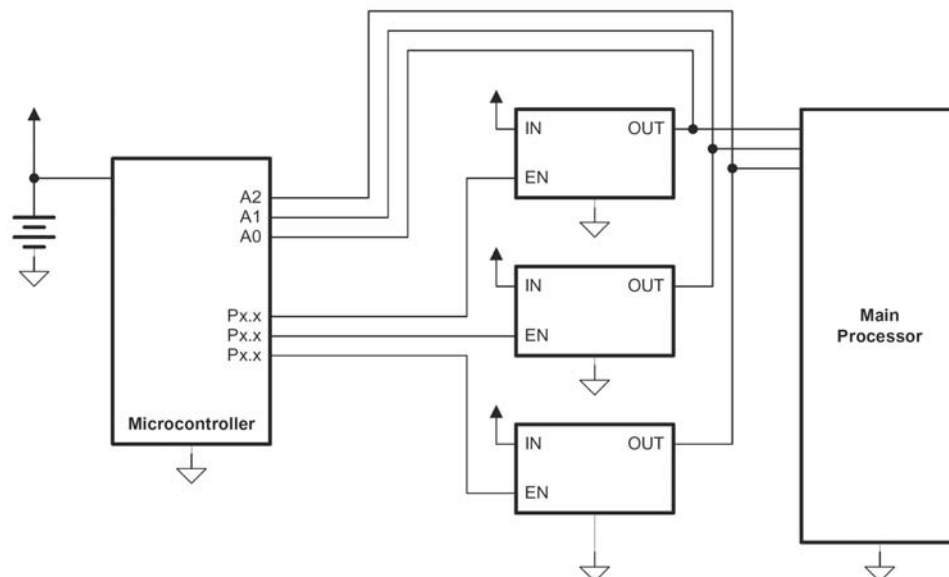 A2
A1
A0
Px.x
Px.x
Px.x
Microcontroller
IN OUT
EN
IN OUT
EN
IN OUT
EN
Main
Processor